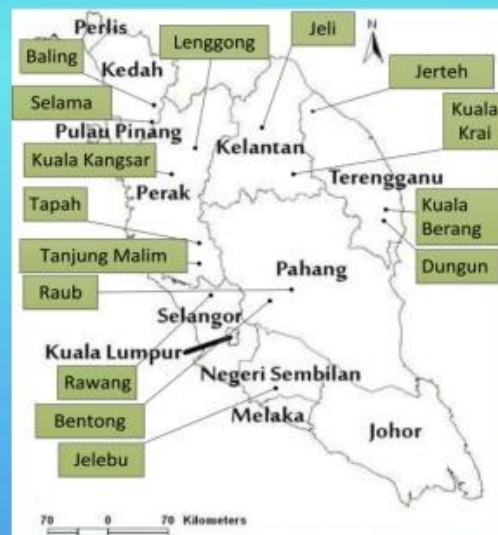 Perlis
Lenggong
Jeli
N
Baling
Kedah
Jerteh
Selama
Pulau Pinang
Kuala
Krai
Kelantan
Kuala Kangsar
Terengganu
Perak
Tapah
Kuala
Berang
Tanjung Malim
Dungun
Pahang
Raub
Selangor
Kuala Lumpur
Negeri Sembilan
Rawang
Bentong
Melaka
Johor
Jelebu
70 0 70 Kilometers